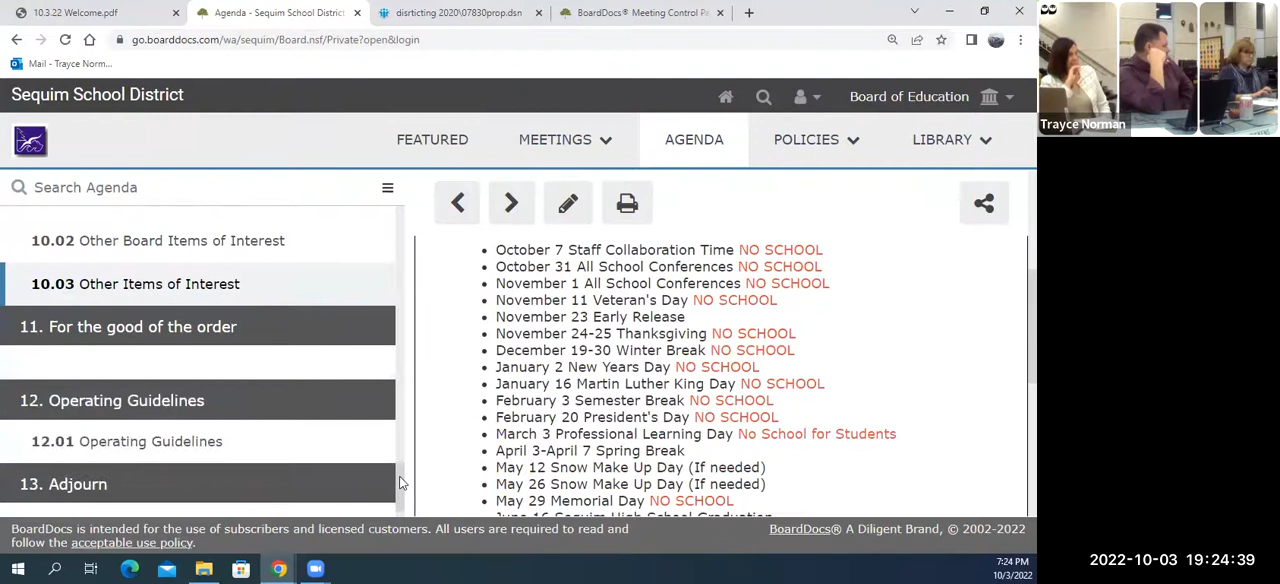 10.3.22 Welcome.pdf
Agenda - Sequim School District
disrticting 2020\07830prop.dsn
BoardDocs® Meeting Control Pa
go.boarddocs.com/wa/sequim/Board.nsf/Private?open&login
Mail - Trayce Norm...
Sequim School District
Board of Education
FEATURED
MEETINGS
AGENDA
POLICIES
LIBRARY
Search Agenda
10.02 Other Board Items of Interest
10.03 Other Items of Interest
11. For the good of the order
12. Operating Guidelines
12.01 Operating Guidelines
13. Adjourn
• October 7 Staff Collaboration Time NO SCHOOL
• October 31 All School Conferences NO SCHOOL
• November 1 All School Conferences NO SCHOOL
• November 11 Veteran's Day NO SCHOOL
• November 23 Early Release
• November 24-25 Thanksgiving NO SCHOOL
• December 19-30 Winter Break NO SCHOOL
• January 2 New Years Day NO SCHOOL
• January 16 Martin Luther King Day NO SCHOOL
• February 3 Semester Break NO SCHOOL
• February 20 President's Day NO SCHOOL
• March 3 Professional Learning Day No School for Students
• April 3-April 7 Spring Break
• May 12 Snow Make Up Day (If needed)
• May 26 Snow Make Up Day (If needed)
• May 29 Memorial Day NO SCHOOL
June 16 Sequim High School Graduation
BoardDocs is intended for the use of subscribers and licensed customers. All users are required to read and
follow the acceptable use policy.
BoardDocs® A Diligent Brand, © 2002-2022
7:24 PM
10/3/2022
Trayce Norman
2022-10-03 19:24:39